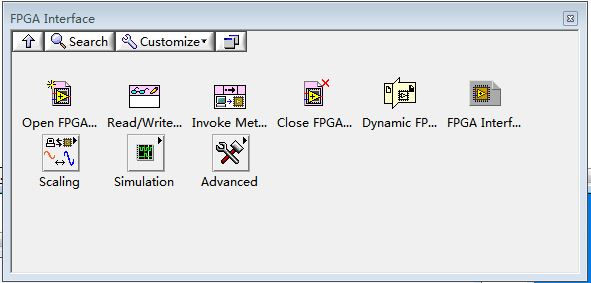 FPGA Interface
Search Customize
Open FPGA... Read/Write... Invoke Met... Close FPGA... Dynamic FP... FPGA Interf...
Scaling Simulation Advanced